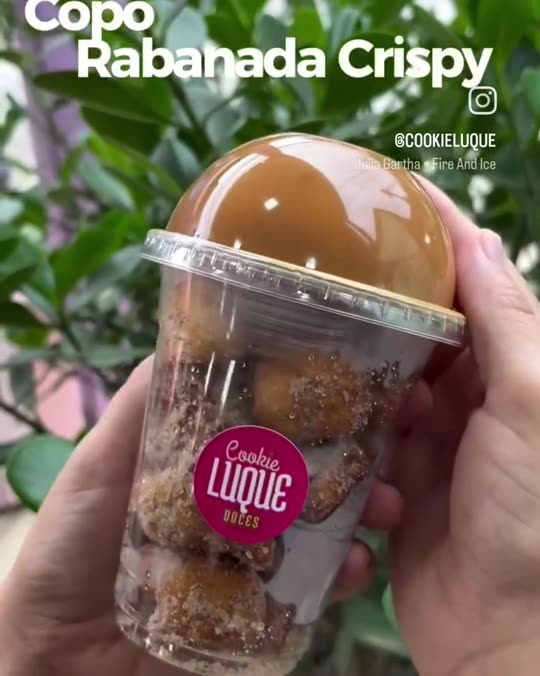 Copo
Rabanada Crispy
@COOKIELUQUE
Julia Gartha • Fire And Ice
Cookie
LUQUE
DOCES